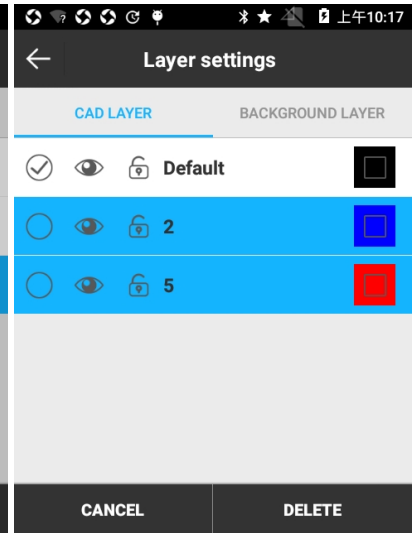 上午10:17
Layer settings
CAD LAYER BACKGROUND LAYER
Default
2
5
CANCEL DELETE